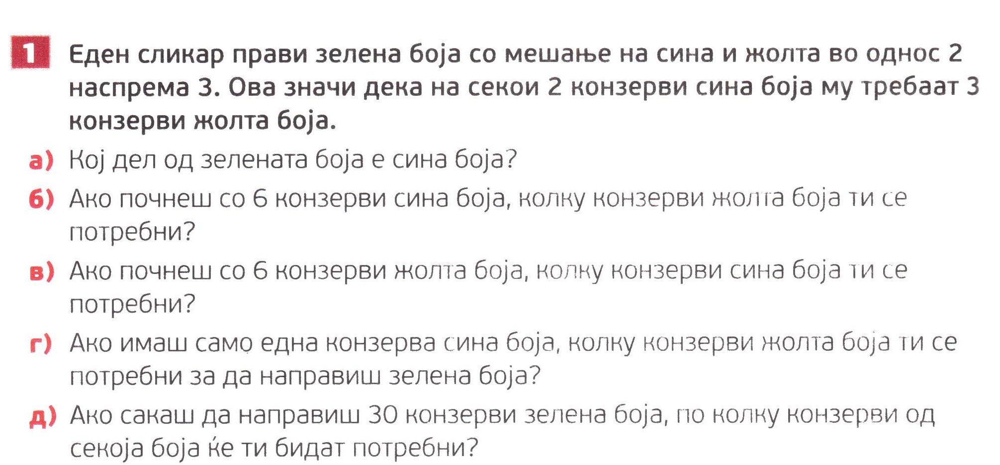 1 Еден сликар прави зелена боја со мешање на сина и жолта во однос 2
наспрема 3. Ова значи дека на секои 2 конзерви сина боја му требаат 3
конзерви жолта боја.
а) Кој дел од зелената боја е сина боја?
б) Ако почнеш со 6 конзерви сина боја, колку конзерви жолта боја ти се
потребни?
в) Ако почнеш со 6 конзерви жолта боја, колку конзерви сина боја ти се
потребни?
г) Ако имаш само една конзерва сина боја, колку конзерви жолта боја ти се
потребни за да направиш зелена боја?
д) Ако сакаш да направиш 30 конзерви зелена боја, по колку конзерви од
секоја боја ќе ти бидат потребни?